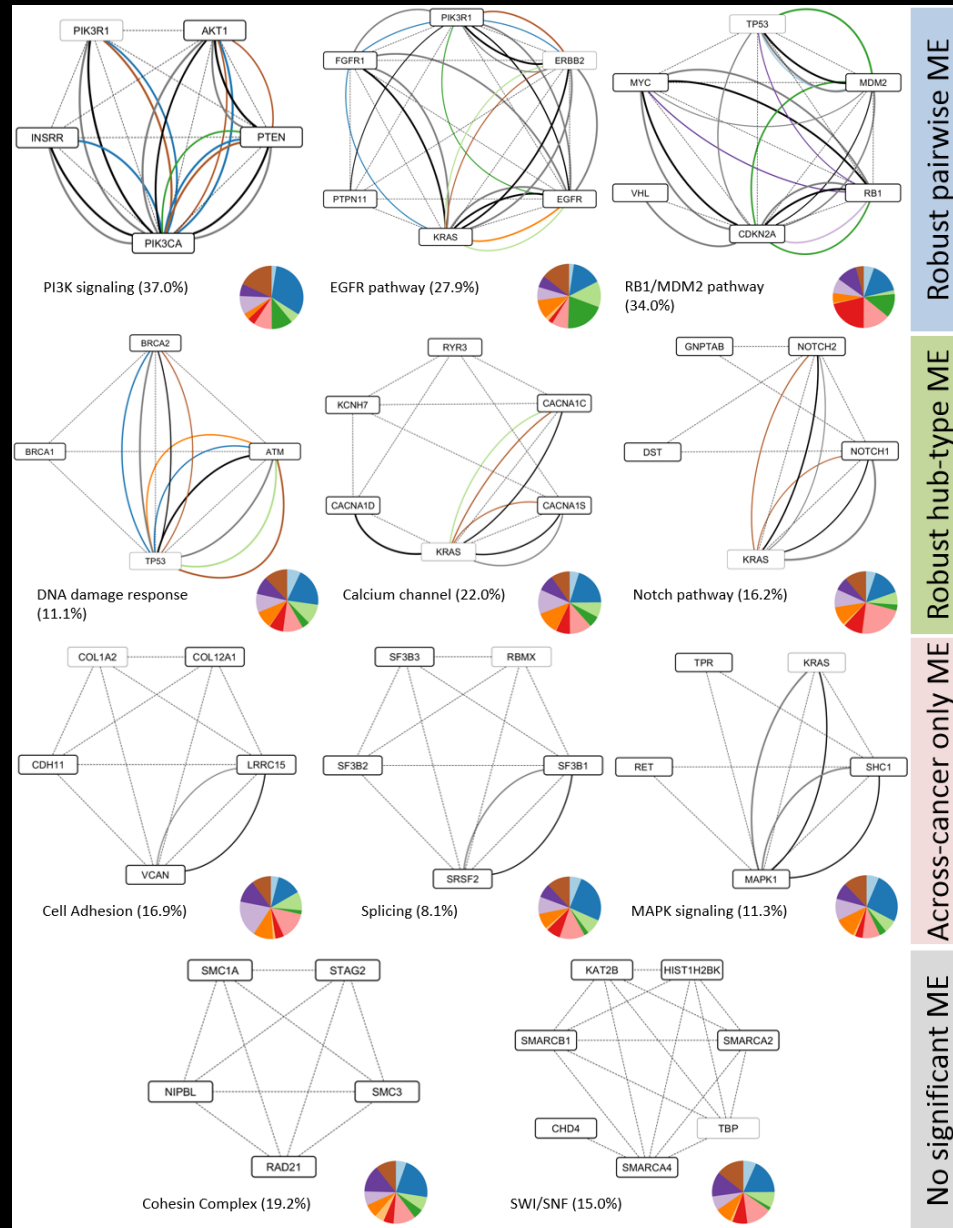 PIK3R1
AKT1
INSRR
PTEN
PIK3CA
PI3K signaling (37.0%)
PIK3R1
FGFR1
ERBB2
PTPN11
EGFR
KRAS
EGFR pathway (27.9%)
TP53
MYC
MDM2
VHL
RB1
CDKN2A
RB1/MDM2 pathway
(34.0%)
Robust pairwise ME
BRCA2
BRCA1
ATM
TP53
DNA damage response
(11.1%)
RYR3
KCNH7
CACNA1C
CACNA1D
CACNA1S
KRAS
Calcium channel (22.0%)
GNPTAB
NOTCH2
DST
NOTCH1
KRAS
Notch pathway (16.2%)
Robust hub-type ME
COL1A2
COL12A1
CDH11
LRRC15
VCAN
Cell Adhesion (16.9%)
SF3B3
RBMX
SF3B2
SF3B1
SRSF2
Splicing (8.1%)
TPR
KRAS
RET
SHC1
MAPK1
MAPK signaling (11.3%)
Across-cancer only ME
SMC1A
STAG2
NIPBL
SMC3
RAD21
Cohesin Complex (19.2%)
KAT2B
HIST1H2BK
SMARCB1
SMARCA2
CHD4
TBP
SMARCA4
SWI/SNF (15.0%)
No significant ME